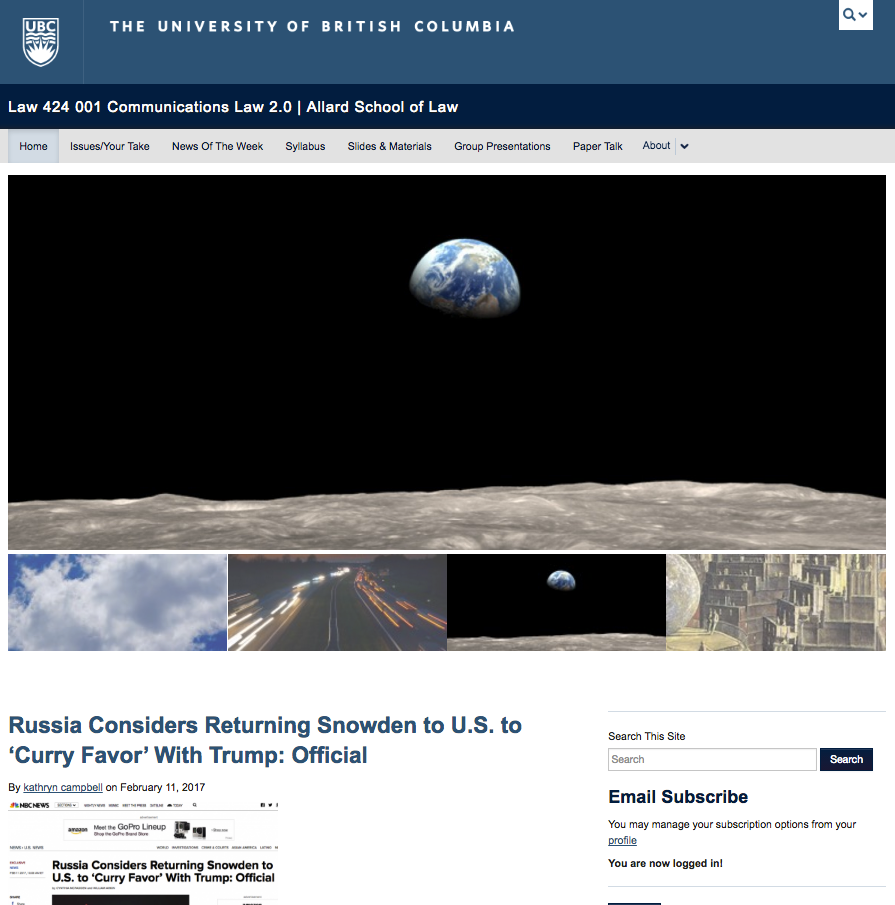 UBC
THE UNIVERSITY OF BRITISH COLUMBIA
Law 424 001 Communications Law 2.0 | Allard School of Law
Home Issues/Your Take News Of The Week Syllabus Slides & Materials Group Presentations Paper Talk About
Russia Considers Returning Snowden to U.S. to
‘Curry Favor’ With Trump: Official
By kathryn campbell on February 11, 2017
NBC NEWS
amazon Meet the GoPro Lineup
Shop the GoPro Brand Store
Russia Considers Returning Snowden to
U.S. to ‘Curry Favor’ With Trump: Official
Search This Site
Search Search
Email Subscribe
You may manage your subscription options from your
profile
You are now logged in!